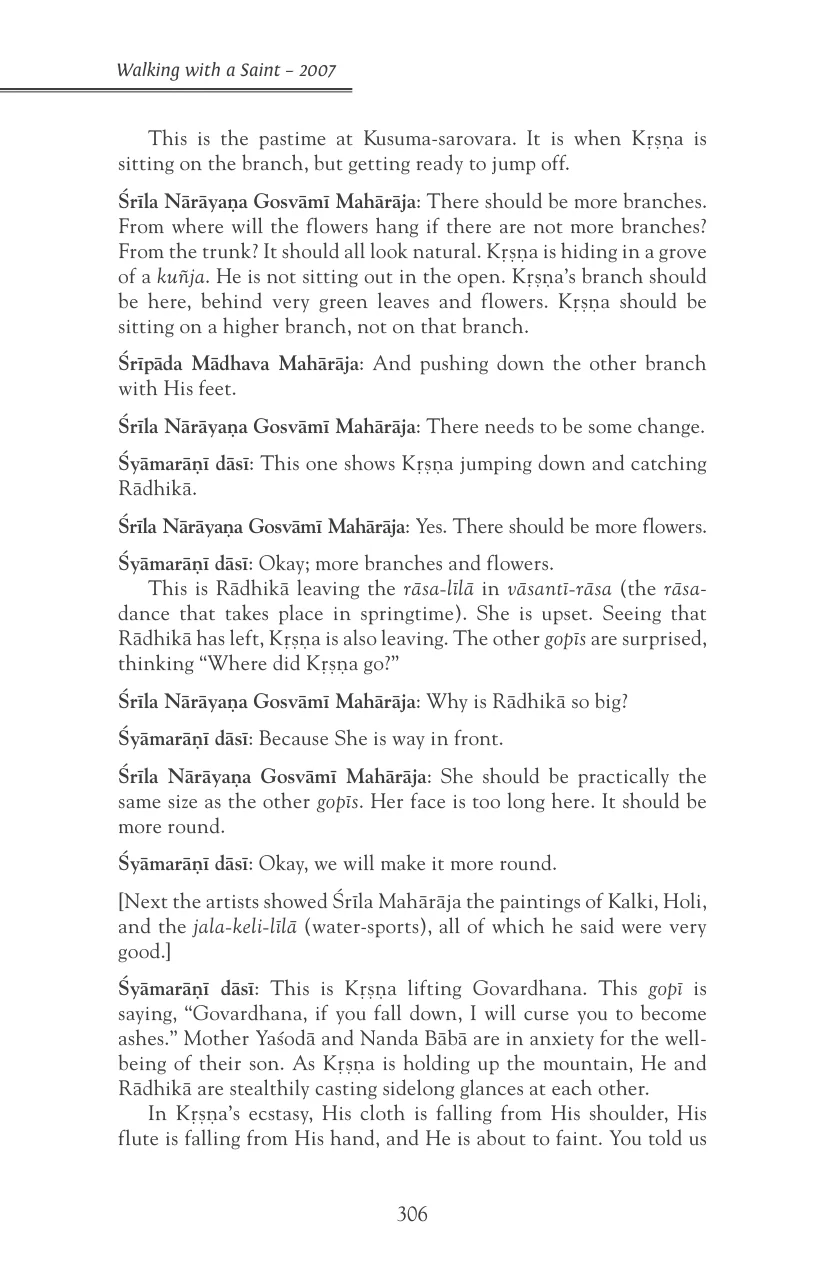 Walking with a Saint – 2007
This is the pastime at Kusuma-sarovara. It is when Kṛṣṇa is
sitting on the branch, but getting ready to jump off.
Śrīla Nārāyaṇa Gosvāmī Mahārāja: There should be more branches.
From where will the flowers hang if there are not more branches?
From the trunk? It should all look natural. Kṛṣṇa is hiding in a grove
of a kuñja. He is not sitting out in the open. Kṛṣṇa’s branch should
be here, behind very green leaves and flowers. Kṛṣṇa should be
sitting on a higher branch, not on that branch.
Śrīpāda Mādhava Mahārāja: And pushing down the other branch
with His feet.
Śrīla Nārāyaṇa Gosvāmī Mahārāja: There needs to be some change.
Śyāmarāṇī dāsī: This one shows Kṛṣṇa jumping down and catching
Rādhikā.
Śrīla Nārāyaṇa Gosvāmī Mahārāja: Yes. There should be more flowers.
Śyāmarāṇī dāsī: Okay; more branches and flowers.
This is Rādhikā leaving the rāsa-līlā in vāsantī-rāsa (the rāsa-
dance that takes place in springtime). She is upset. Seeing that
Rādhikā has left, Kṛṣṇa is also leaving. The other gopīs are surprised,
thinking “Where did Kṛṣṇa go?”
Śrīla Nārāyaṇa Gosvāmī Mahārāja: Why is Rādhikā so big?
Śyāmarāṇī dāsī: Because She is way in front.
Śrīla Nārāyaṇa Gosvāmī Mahārāja: She should be practically the
same size as the other gopīs. Her face is too long here. It should be
more round.
Śyāmarāṇī dāsī: Okay, we will make it more round.
[Next the artists showed Śrīla Mahārāja the paintings of Kalki, Holi,
and the jala-keli-līlā (water-sports), all of which he said were very
good.]
Śyāmarāṇī dāsī: This is Kṛṣṇa lifting Govardhana. This gopī is
saying, “Govardhana, if you fall down, I will curse you to become
ashes.” Mother Yaśodā and Nanda Bābā are in anxiety for the well-
being of their son. As Kṛṣṇa is holding up the mountain, He and
Rādhikā are stealthily casting sidelong glances at each other.
In Kṛṣṇa’s ecstasy, His cloth is falling from His shoulder, His
flute is falling from His hand, and He is about to faint. You told us
306